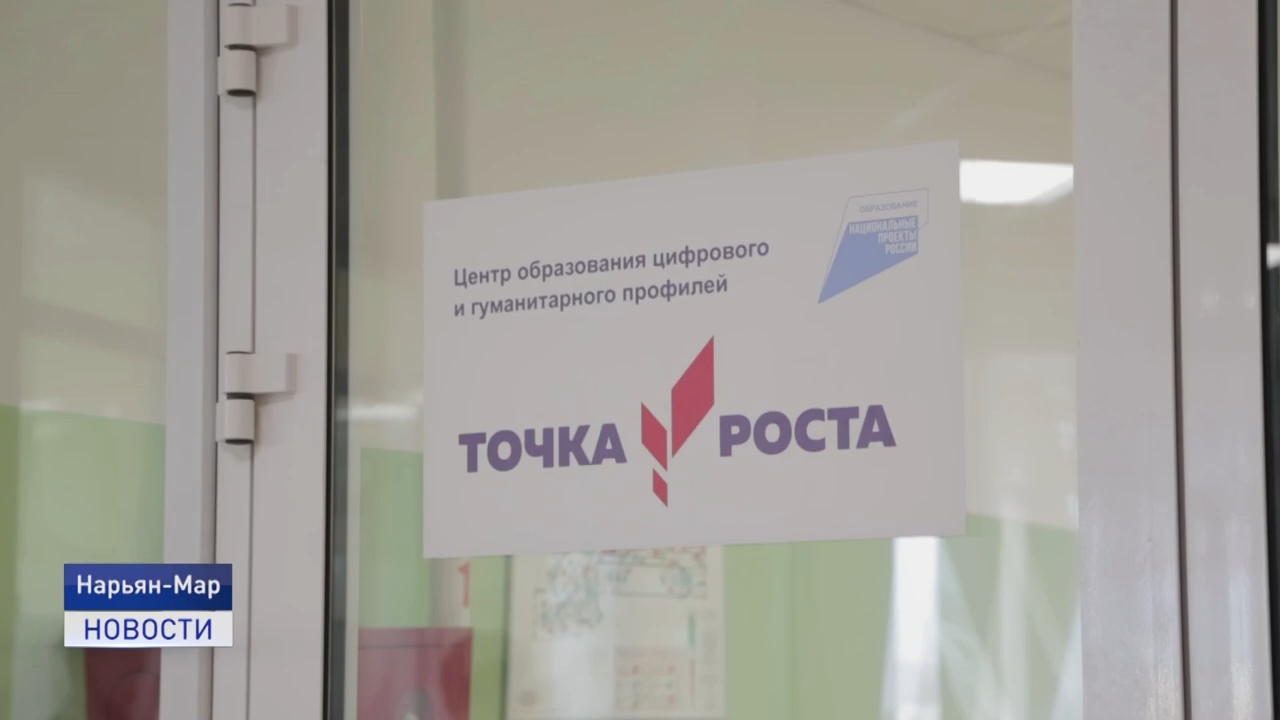 ОБРАЗОВАНИЕ
НАЦИОНАЛЬНЫЕ
ПРОЕКТЫ
РОССИИ
Центр образования цифрового
и гуманитарного профилей
ТОЧКА РОСТА
Нарьян-Мар
НОВОСТИ